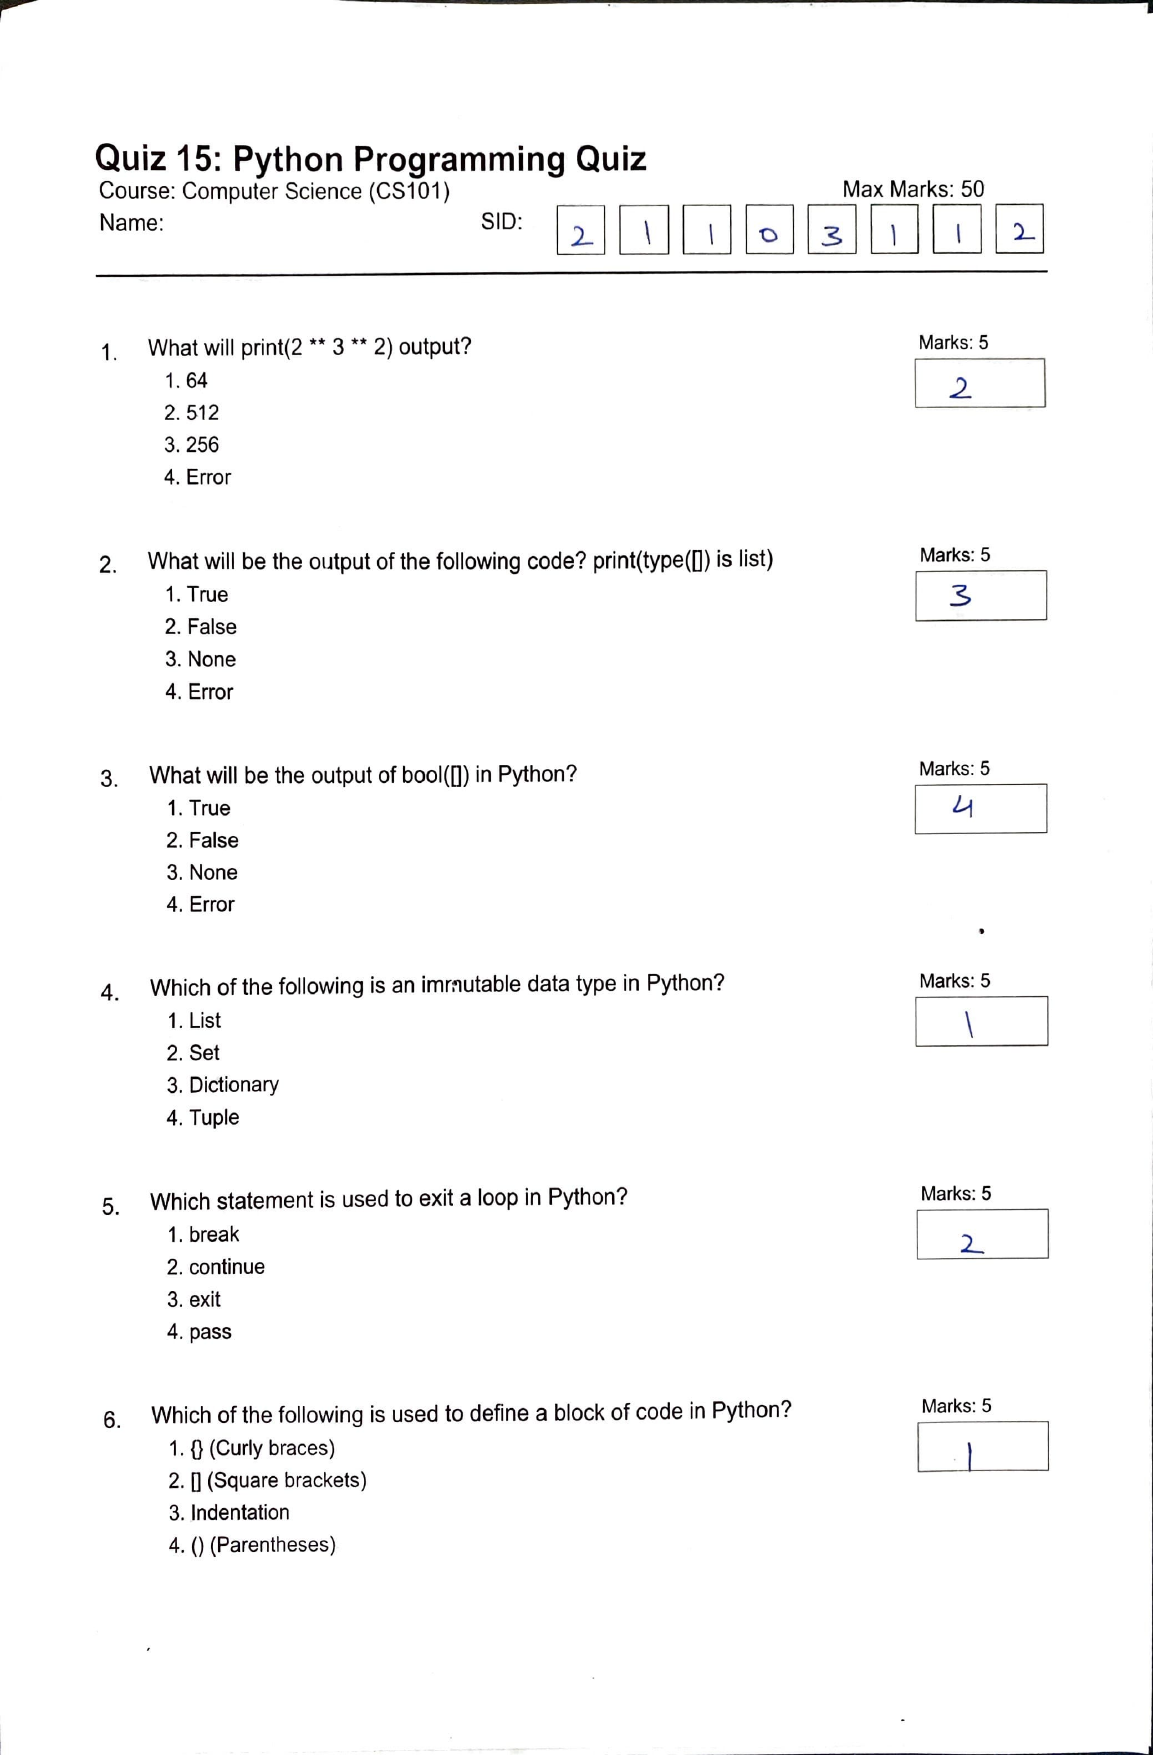 Quiz 15: Python Programming Quiz
Course: Computer Science (CS101)
Max Marks: 50
Name:
SID: 2 1 1 0 3 1 1 2
1. What will print(2 ** 3 ** 2) output?
Marks: 5
2
1. 64
2. 512
3. 256
4. Error
2. What will be the output of the following code? print(type([]) is list)
Marks: 5
3
1. True
2. False
3. None
4. Error
3. What will be the output of bool([]) in Python?
Marks: 5
4
1. True
2. False
3. None
4. Error
4. Which of the following is an immutable data type in Python?
Marks: 5
1
1. List
2. Set
3. Dictionary
4. Tuple
5. Which statement is used to exit a loop in Python?
Marks: 5
2
1. break
2. continue
3. exit
4. pass
6. Which of the following is used to define a block of code in Python?
Marks: 5
1
1. {} (Curly braces)
2. [] (Square brackets)
3. Indentation
4. () (Parentheses)